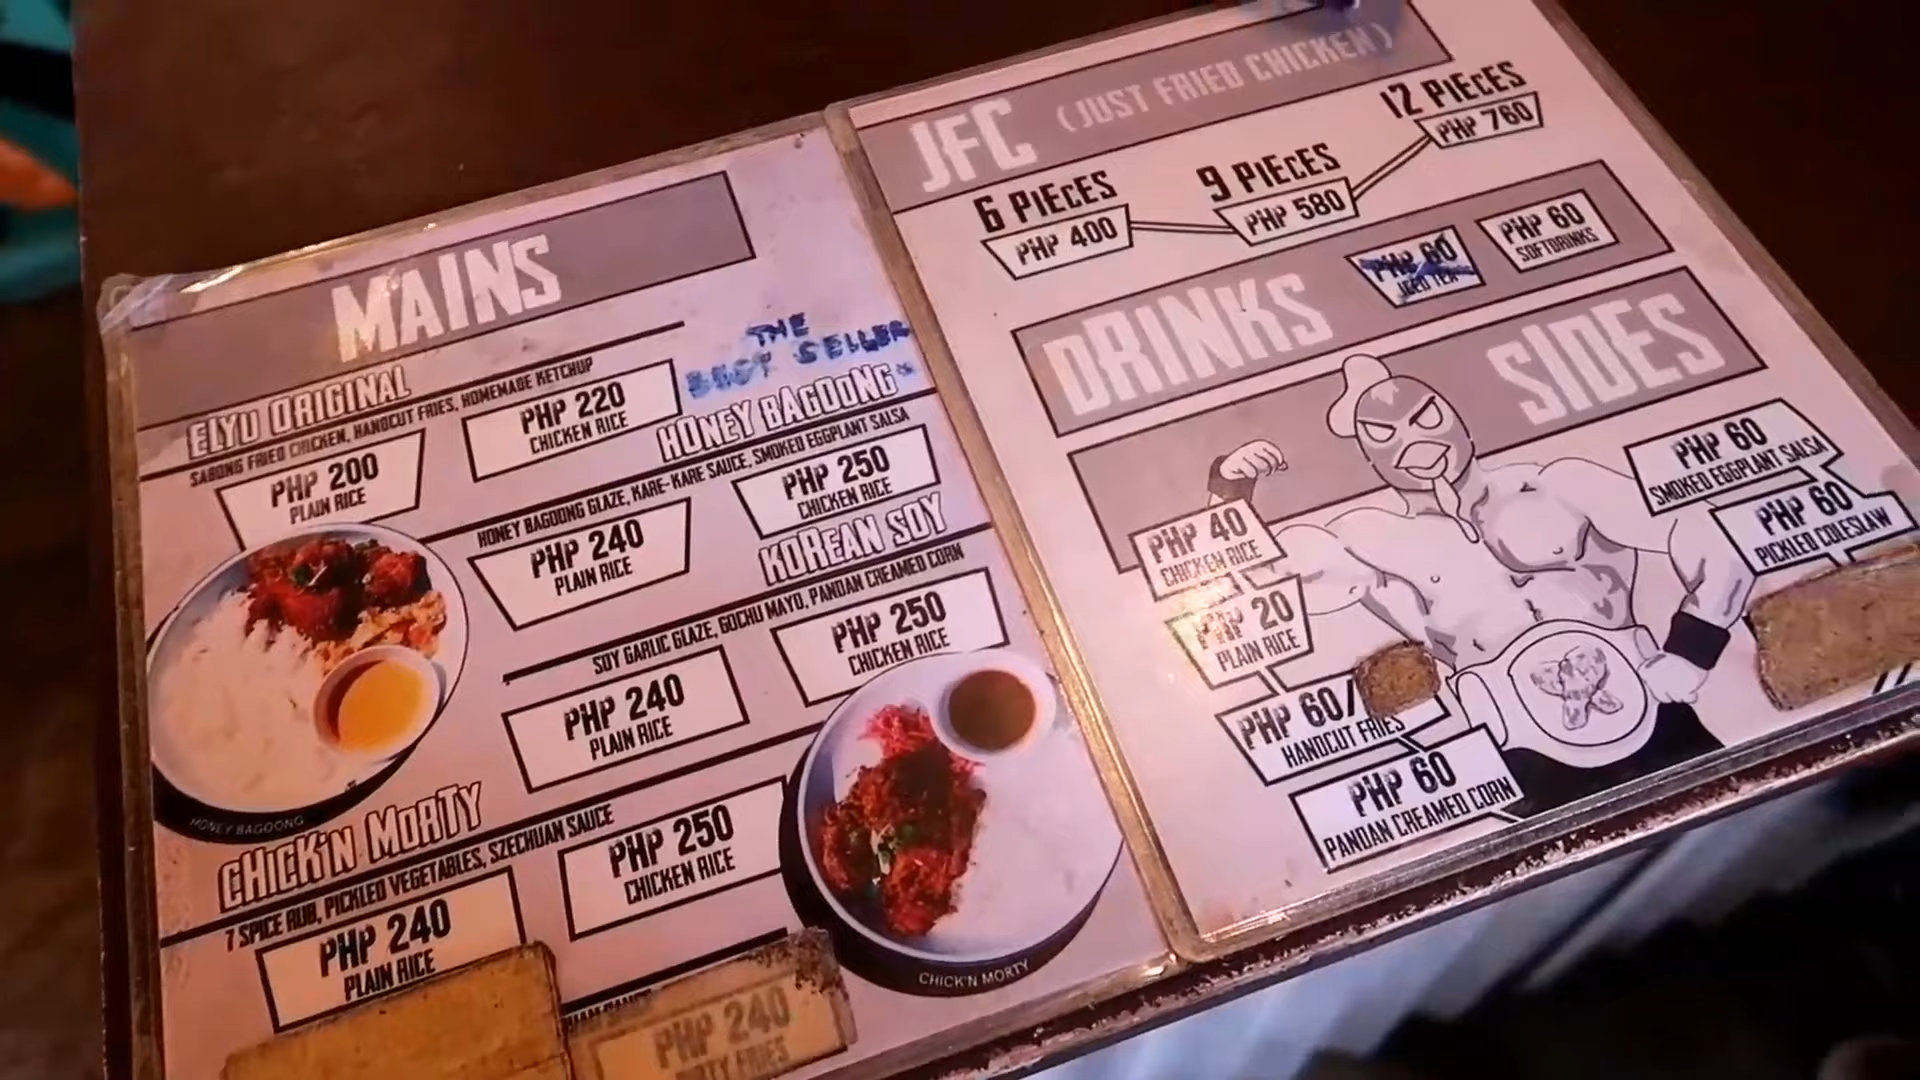 MAINS
THE
BEST SELLER
ELYU ORIGINAL
SABONG FRIED CHICKEN, HANDCUT FRIES, HOMEMADE KETCHUP
PHP 200
PLAIN RICE
PHP 220
CHICKEN RICE
HONEY BAGOONG
HONEY BAGOONG GLAZE, KARE-KARE SAUCE, SMOKED EGGPLANT SALSA
PHP 240
PLAIN RICE
PHP 250
CHICKEN RICE
KOREAN SOY
SOY GARLIC GLAZE, GOCHU MAYO, PANDAN CREAMED CORN
PHP 240
PLAIN RICE
PHP 250
CHICKEN RICE
HONEY BAGOONG
CHICK'N MORTY
7 SPICE RUB, PICKLED VEGETABLES, SZECHUAN SAUCE
PHP 240
PLAIN RICE
PHP 250
CHICKEN RICE
CHICK'N MORTY
PHP 240
FRIES
JFC (JUST FRIED CHICKEN)
6 PIECES
PHP 400
9 PIECES
PHP 580
12 PIECES
PHP 760
DRINKS
PHP 60
ICED TEA
PHP 60
SOFTDRINKS
SIDES
PHP 40
CHICKEN RICE
PHP 20
PLAIN RICE
PHP 60/
HANDCUT FRIES
PHP 60
PANDAN CREAMED CORN
PHP 60
SMOKED EGGPLANT SALSA
PHP 60
PICKLED COLESLAW